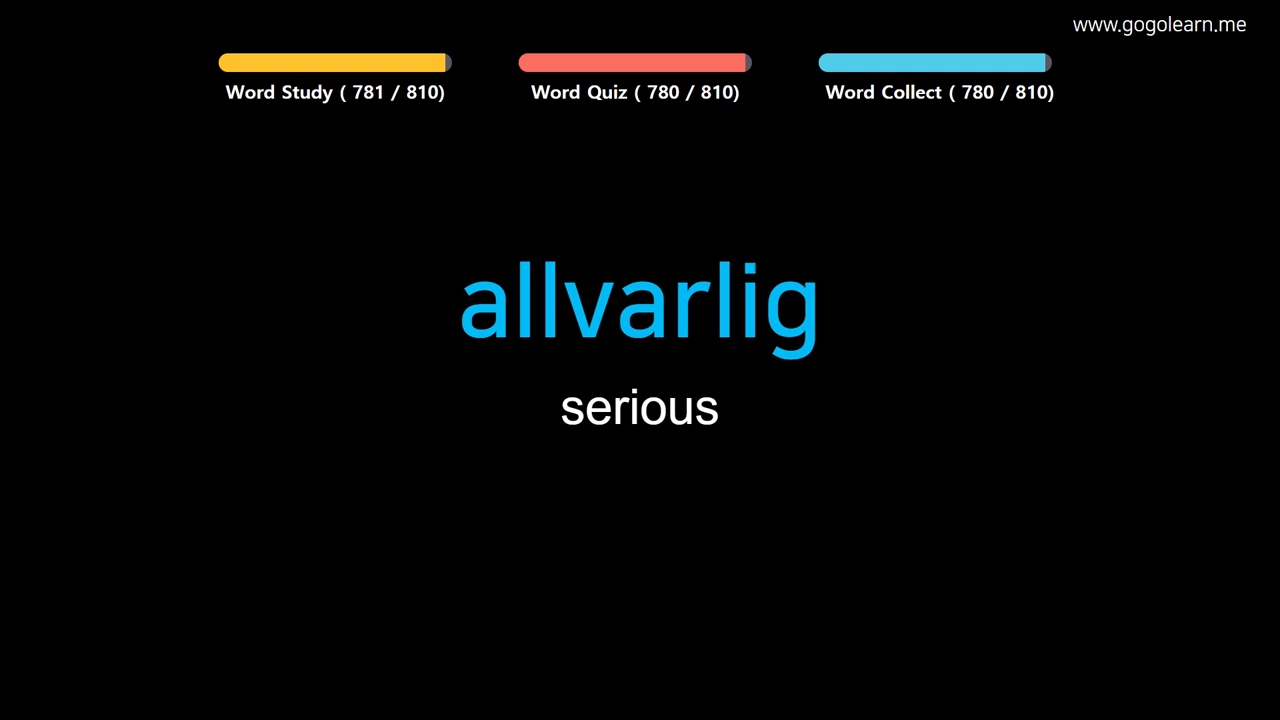 www.gogolearn.me
Word Study ( 781 / 810)
Word Quiz ( 780 / 810)
Word Collect ( 780 / 810)
allvarlig
serious